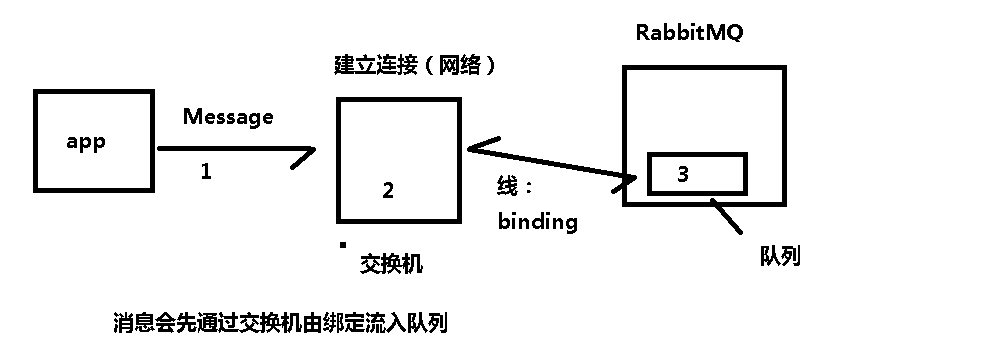 RabbitMQ
建立连接（网络）
app
Message
1
2
3
线：
binding
交换机
队列
消息会先通过交换机由绑定流入队列